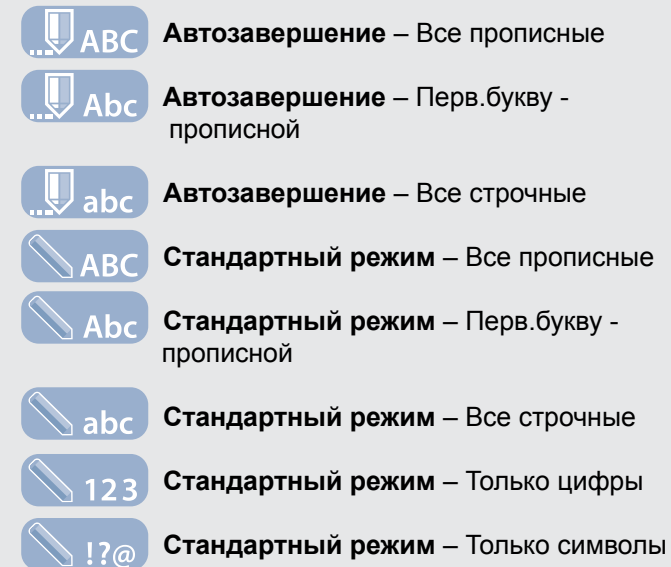 ABC Автозавершение – Все прописные
Abc Автозавершение – Перв.букву -
прописной
abc Автозавершение – Все строчные
ABC Стандартный режим – Все прописные
Abc Стандартный режим – Перв.букву -
прописной
abc Стандартный режим – Все строчные
123 Стандартный режим – Только цифры
!?@ Стандартный режим – Только символы